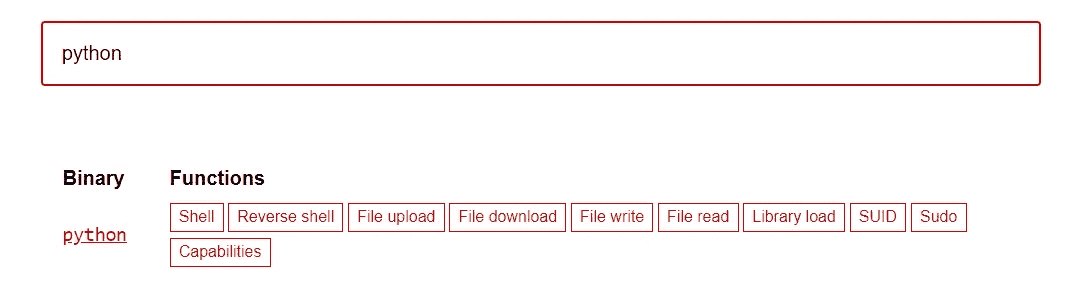 python
Binary Functions
Shell Reverse shell File upload File download File write File read Library load SUID Sudo
python
Capabilities